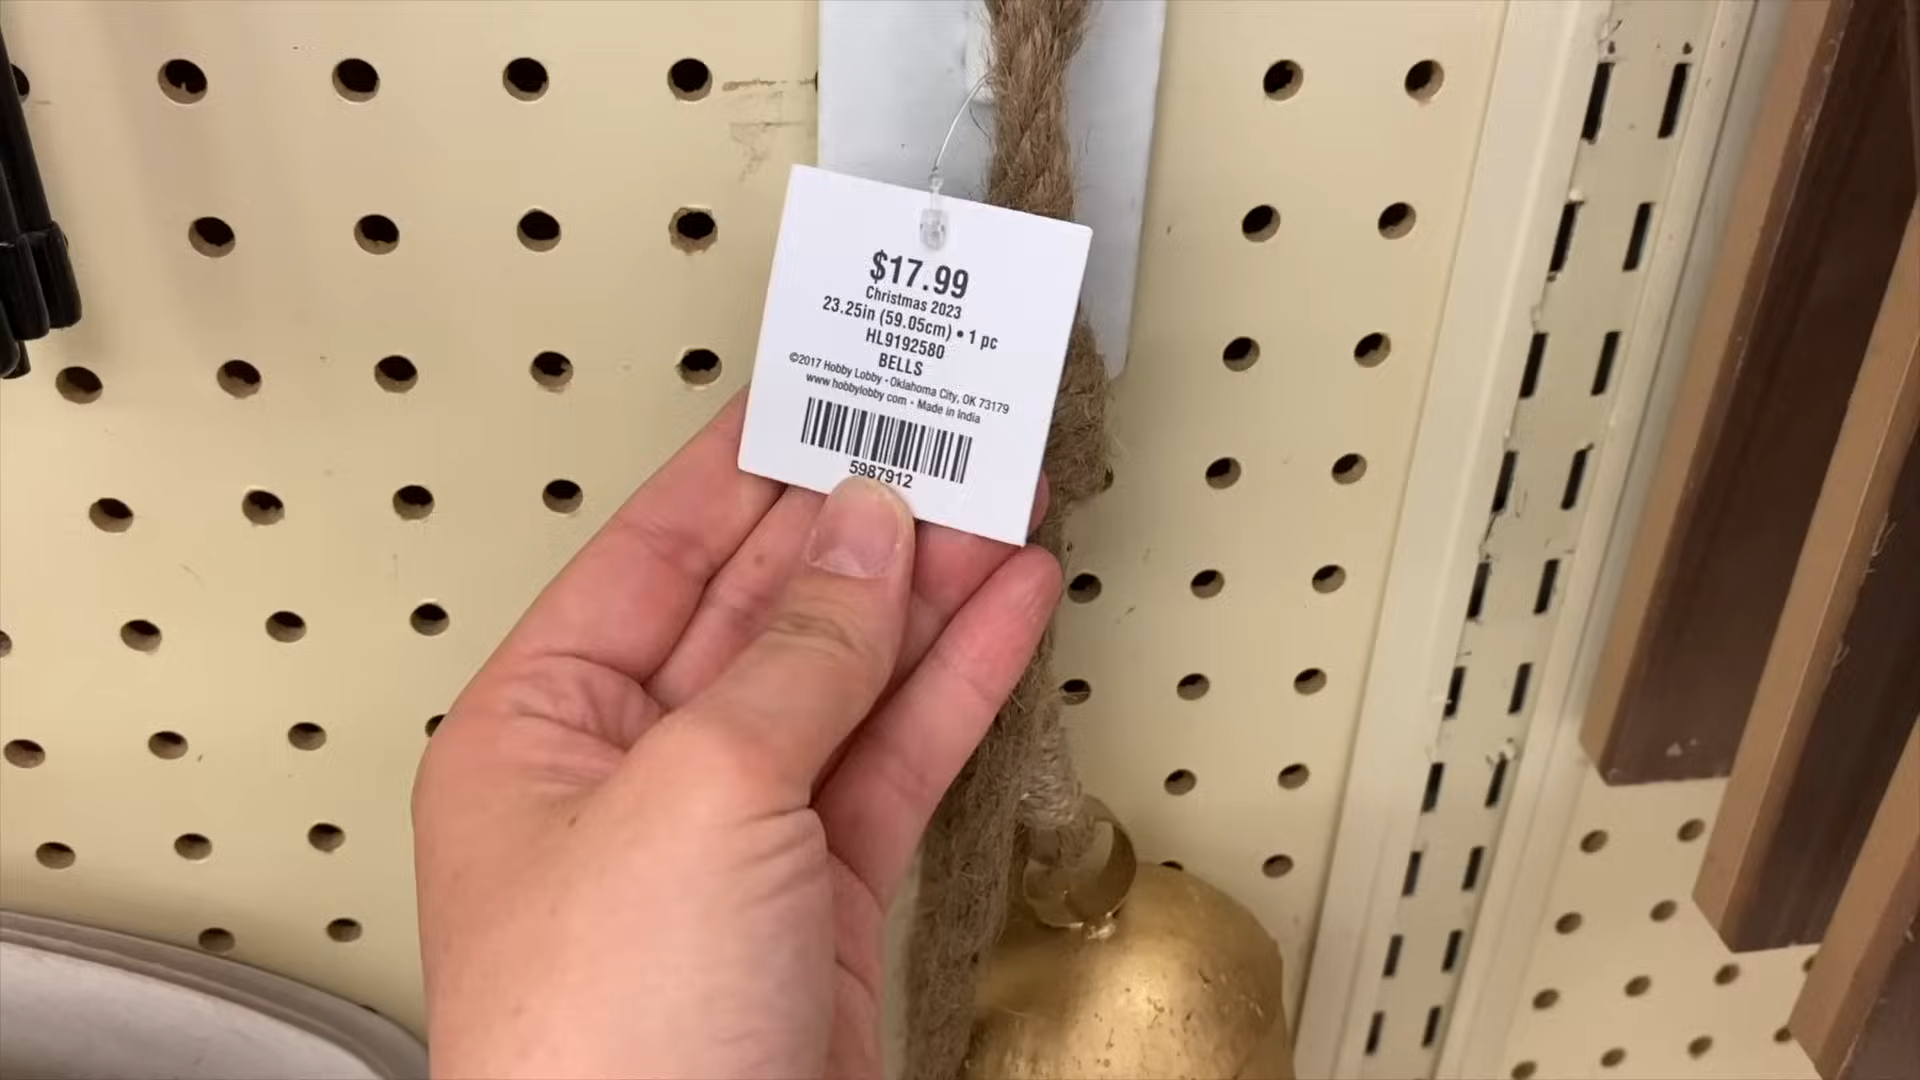 $17.99
Christmas 2023
23.25in (59.05cm) • 1 pc
HL9192580
BELLS
©2017 Hobby Lobby • Oklahoma City, OK 73179
www.hobbylobby.com • Made in India
5987912